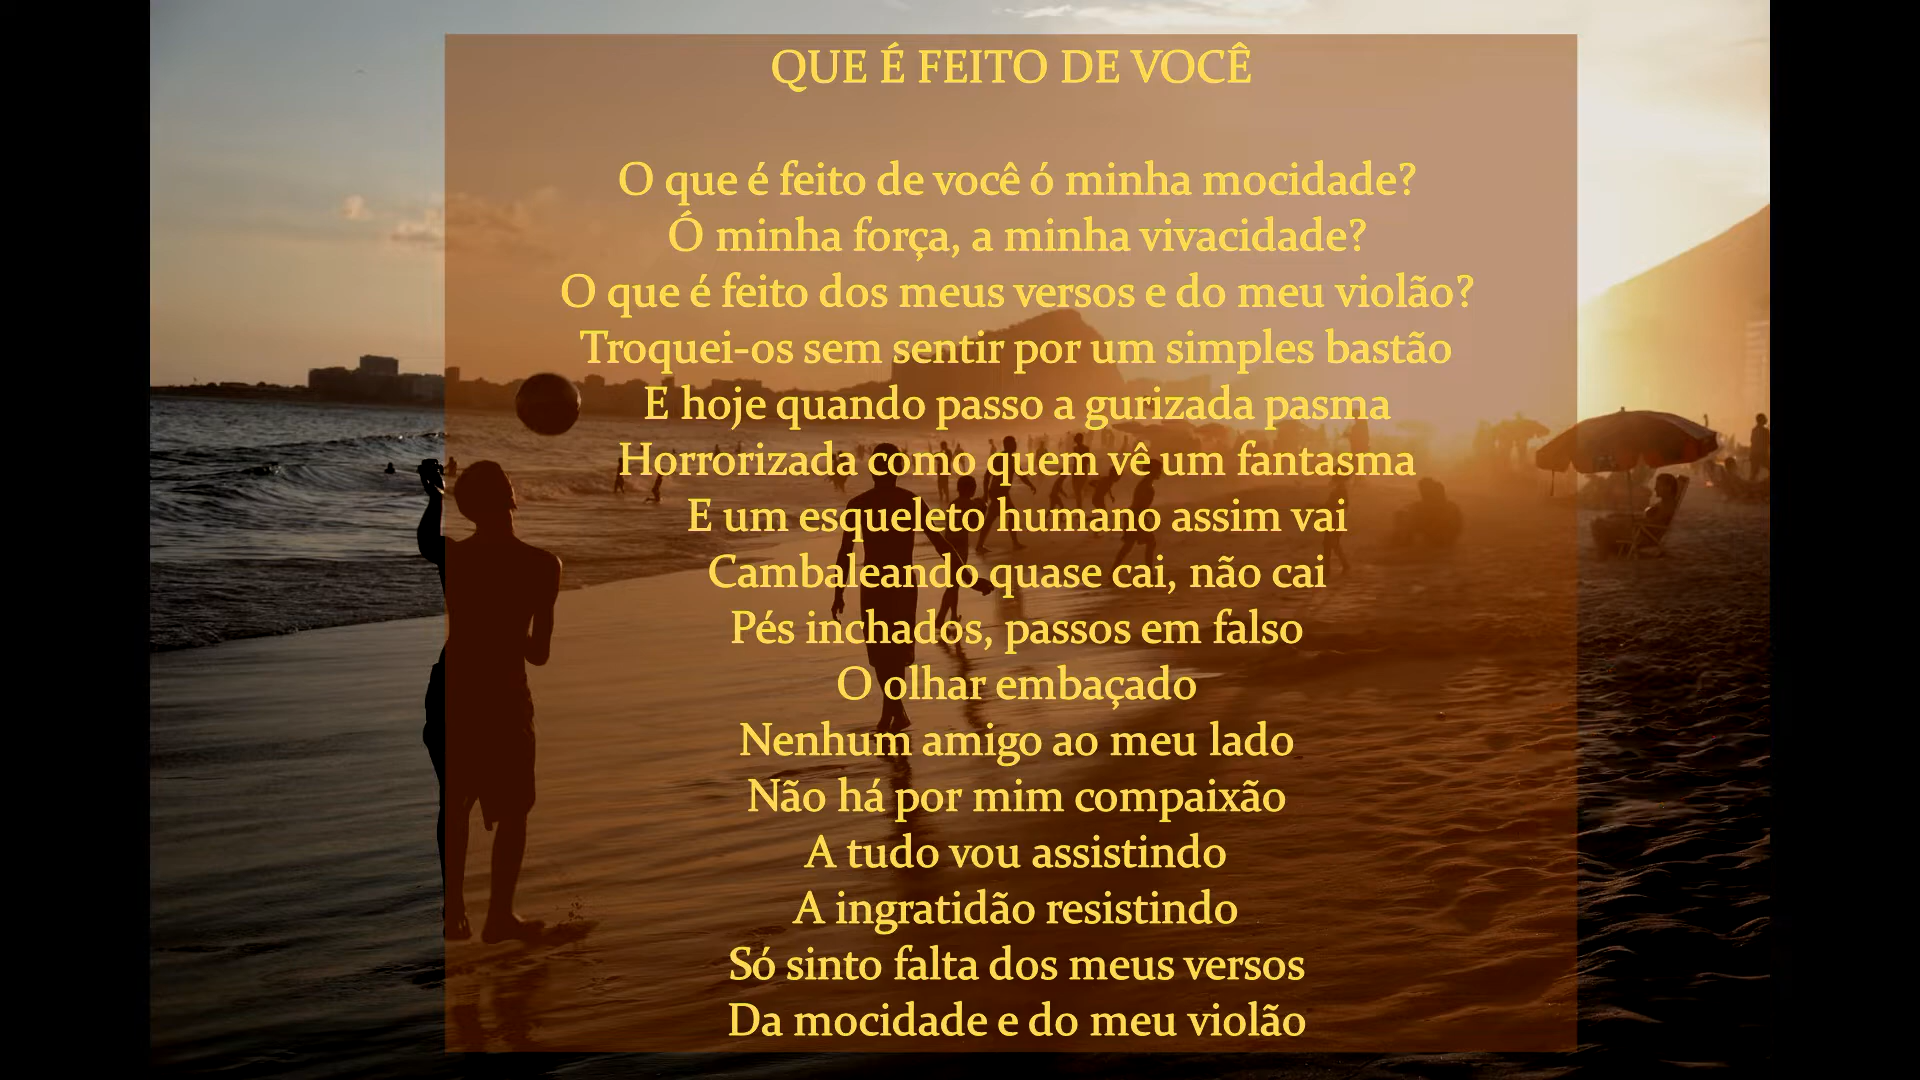 QUE É FEITO DE VOCÊ
O que é feito de você ó minha mocidade?
Ó minha força, a minha vivacidade?
O que é feito dos meus versos e do meu violão?
Troquei-os sem sentir por um simples bastão
E hoje quando passo a gurizada pasma
Horrorizada como quem vê um fantasma
E um esqueleto humano assim vai
Cambaleando quase cai, não cai
Pés inchados, passos em falso
O olhar embaçado
Nenhum amigo ao meu lado
Não há por mim compaixão
A tudo vou assistindo
A ingratidão resistindo
Só sinto falta dos meus versos
Da mocidade e do meu violão